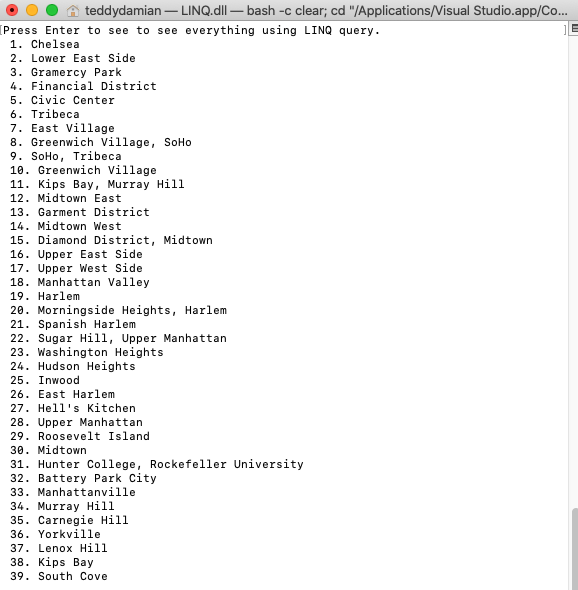 teddydamian — LINQ.dll — bash -c clear; cd "/Applications/Visual Studio.app/Co...
[Press Enter to see to see everything using LINQ query. ]
1. Chelsea
2. Lower East Side
3. Gramercy Park
4. Financial District
5. Civic Center
6. Tribeca
7. East Village
8. Greenwich Village, SoHo
9. SoHo, Tribeca
10. Greenwich Village
11. Kips Bay, Murray Hill
12. Midtown East
13. Garment District
14. Midtown West
15. Diamond District, Midtown
16. Upper East Side
17. Upper West Side
18. Manhattan Valley
19. Harlem
20. Morningside Heights, Harlem
21. Spanish Harlem
22. Sugar Hill, Upper Manhattan
23. Washington Heights
24. Hudson Heights
25. Inwood
26. East Harlem
27. Hell's Kitchen
28. Upper Manhattan
29. Roosevelt Island
30. Midtown
31. Hunter College, Rockefeller University
32. Battery Park City
33. Manhattanville
34. Murray Hill
35. Carnegie Hill
36. Yorkville
37. Lenox Hill
38. Kips Bay
39. South Cove